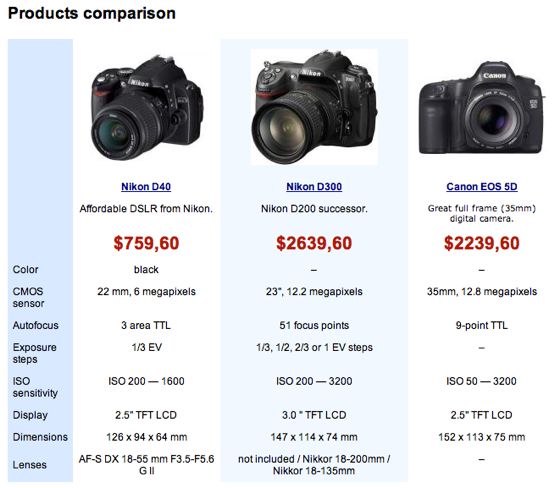 Products comparison
Nikon
Nikon
Canon
Nikon D40
Nikon D300
Canon EOS 5D
Affordable DSLR from Nikon.
Nikon D200 successor.
Great full frame (35mm)
digital camera.
$759,60
$2639,60
$2239,60
Color
black
–
–
CMOS
sensor
22 mm, 6 megapixels
23", 12.2 megapixels
35mm, 12.8 megapixels
Autofocus
3 area TTL
51 focus points
9-point TTL
Exposure
steps
1/3 EV
1/3, 1/2, 2/3 or 1 EV steps
–
ISO
sensitivity
ISO 200 — 1600
ISO 200 — 3200
ISO 50 — 3200
Display
2.5" TFT LCD
3.0 " TFT LCD
2.5" TFT LCD
Dimensions
126 x 94 x 64 mm
147 x 114 x 74 mm
152 x 113 x 75 mm
Lenses
AF-S DX 18-55 mm F3.5-F5.6
G II
not included / Nikkor 18-200mm /
Nikkor 18-135mm
–